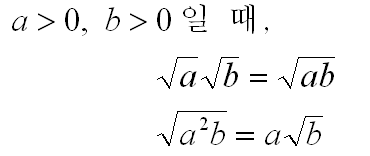 a > 0, b > 0 일 때,
√a√b = √ab
√a²b = a√b